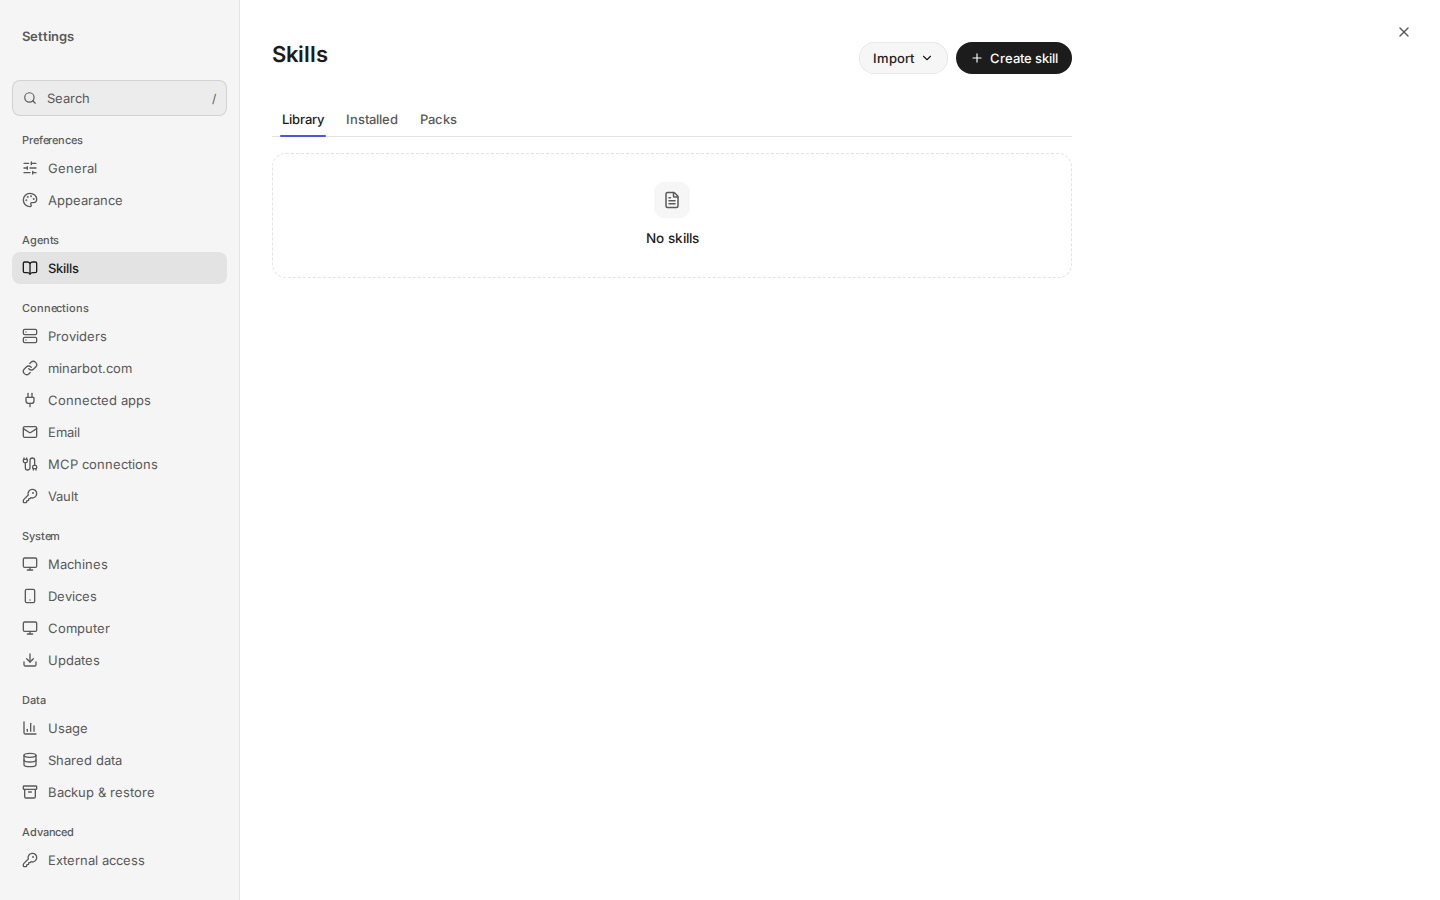 Settings
Search /
Preferences
General
Appearance
Agents
Skills
Connections
Providers
minarbot.com
Connected apps
Email
MCP connections
Vault
System
Machines
Devices
Computer
Updates
Data
Usage
Shared data
Backup & restore
Advanced
External access
Skills
Import
Create skill
Library Installed Packs
No skills